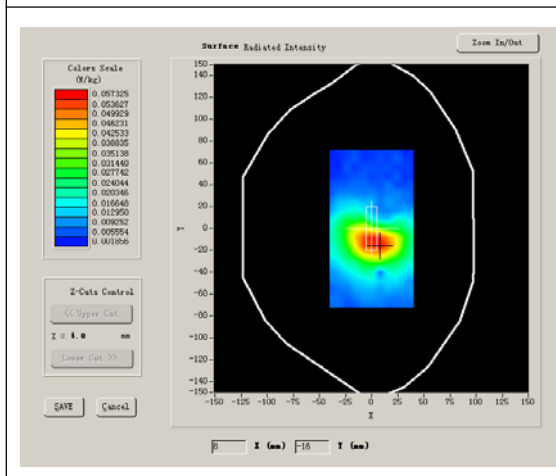 Surface Radiated Intensity
Zoom In/Out
Colors Scale
(W/kg)
0.057325
0.053627
0.049929
0.046231
0.042533
0.038835
0.035138
0.031440
0.027742
0.024044
0.020346
0.016648
0.012950
0.009252
0.005554
0.001856
150
140
120
100
80
60
40
20
0
-20
-40
-60
-80
-100
-120
-140
-150
Y
-150 -125 -100 -75 -50 -25 0 25 50 75 100 125 150
X
Z-Cuts Control
<< Upper Cut
Z = 4.0 mm
Lower Cut >>
SAVE Cancel
8 X (mm) -16 Y (mm)